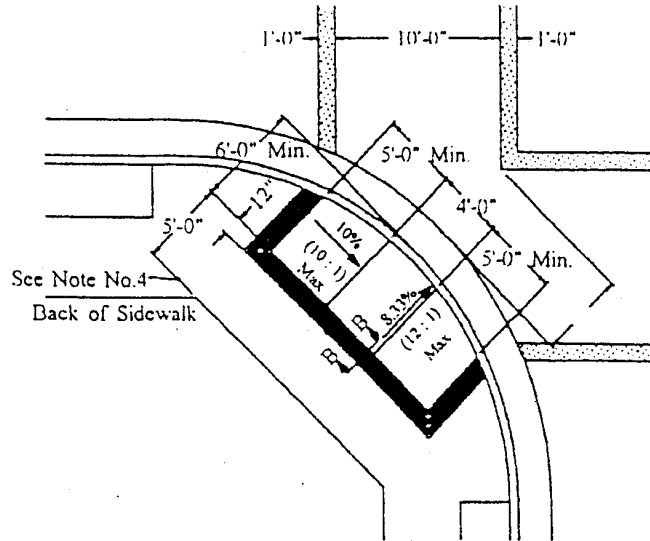 1'-0" 10'-0" 1'-0"
6'-0" Min.
5'-0" Min.
4'-0"
12"
5'-0"
5'-0" Min.
10%
(10 : 1)
Max
See Note No.4
Back of Sidewalk
B
8.33%
(12 : 1)
Max
B